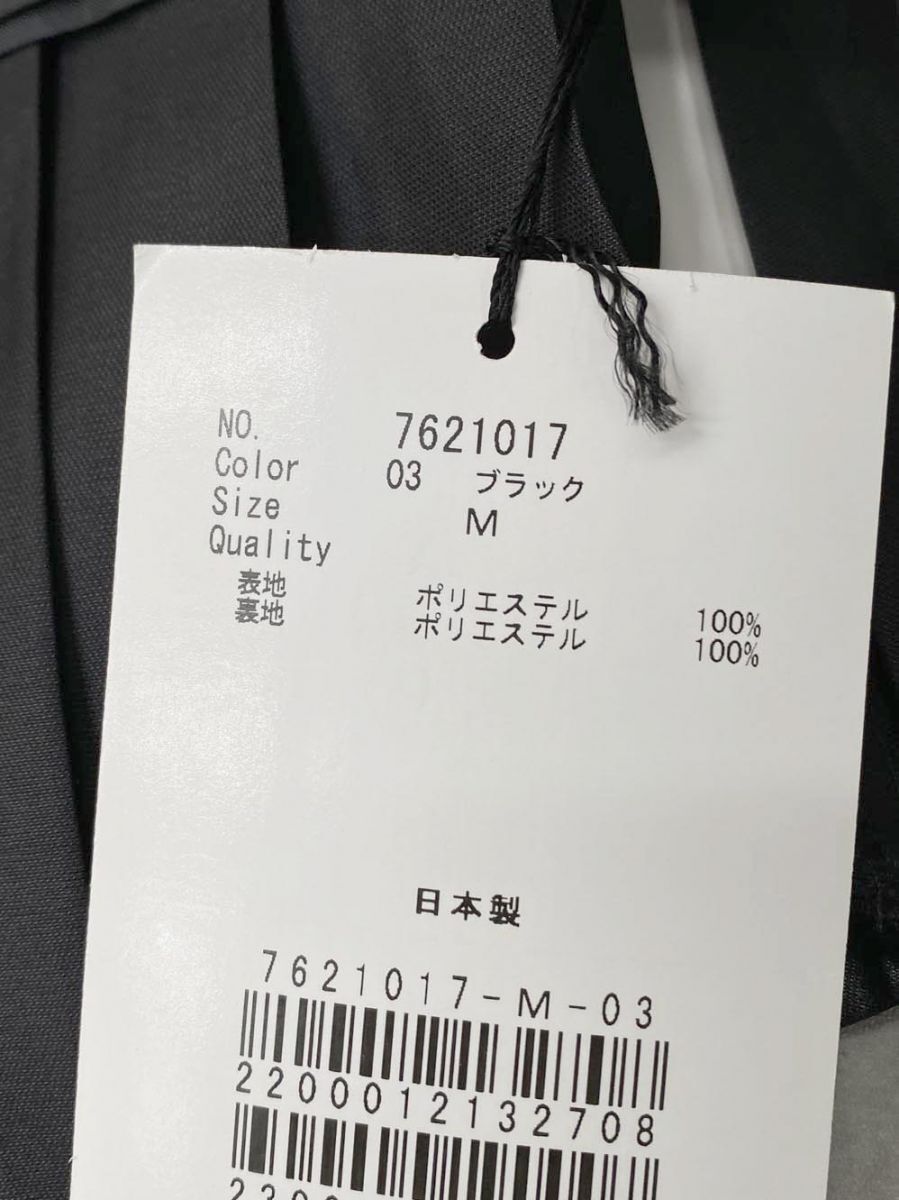 NO. 7621017
Color 03 ブラック
Size M
Quality
表地 ポリエステル 100%
裏地 ポリエステル 100%
日本製
7621017-M-03
2200012132708